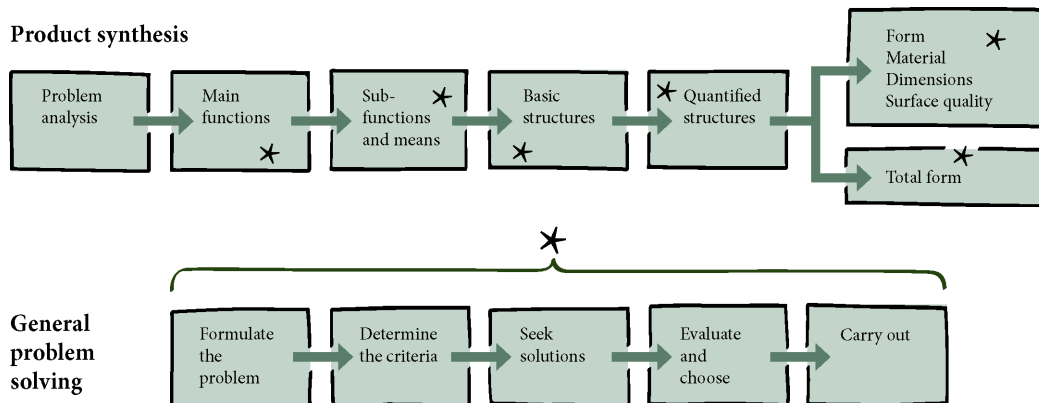 Product synthesis
Problem
analysis
Main
functions
Sub-
functions
and means
Basic
structures
Quantified
structures
Form
Material
Dimensions
Surface quality
Total form
General
problem
solving
Formulate
the
problem
Determine
the criteria
Seek
solutions
Evaluate
and
choose
Carry out